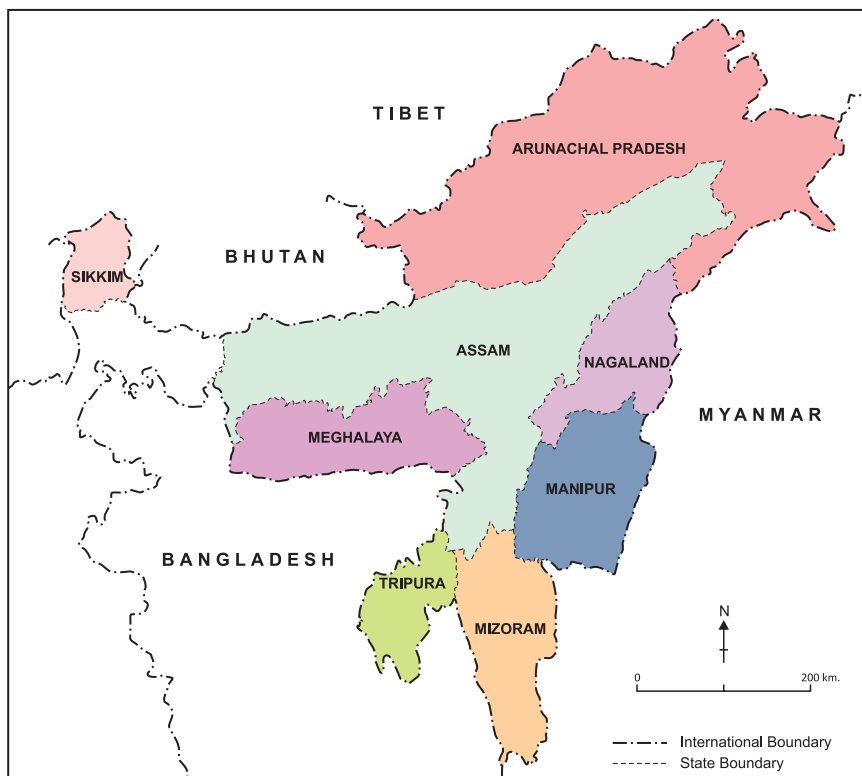 TIBET
ARUNACHAL PRADESH
BHUTAN
SIKKIM
ASSAM
NAGALAND
MYANMAR
MEGHALAYA
MANIPUR
BANGLADESH
TRIPURA
MIZORAM
N
0 200 km.
International Boundary
State Boundary